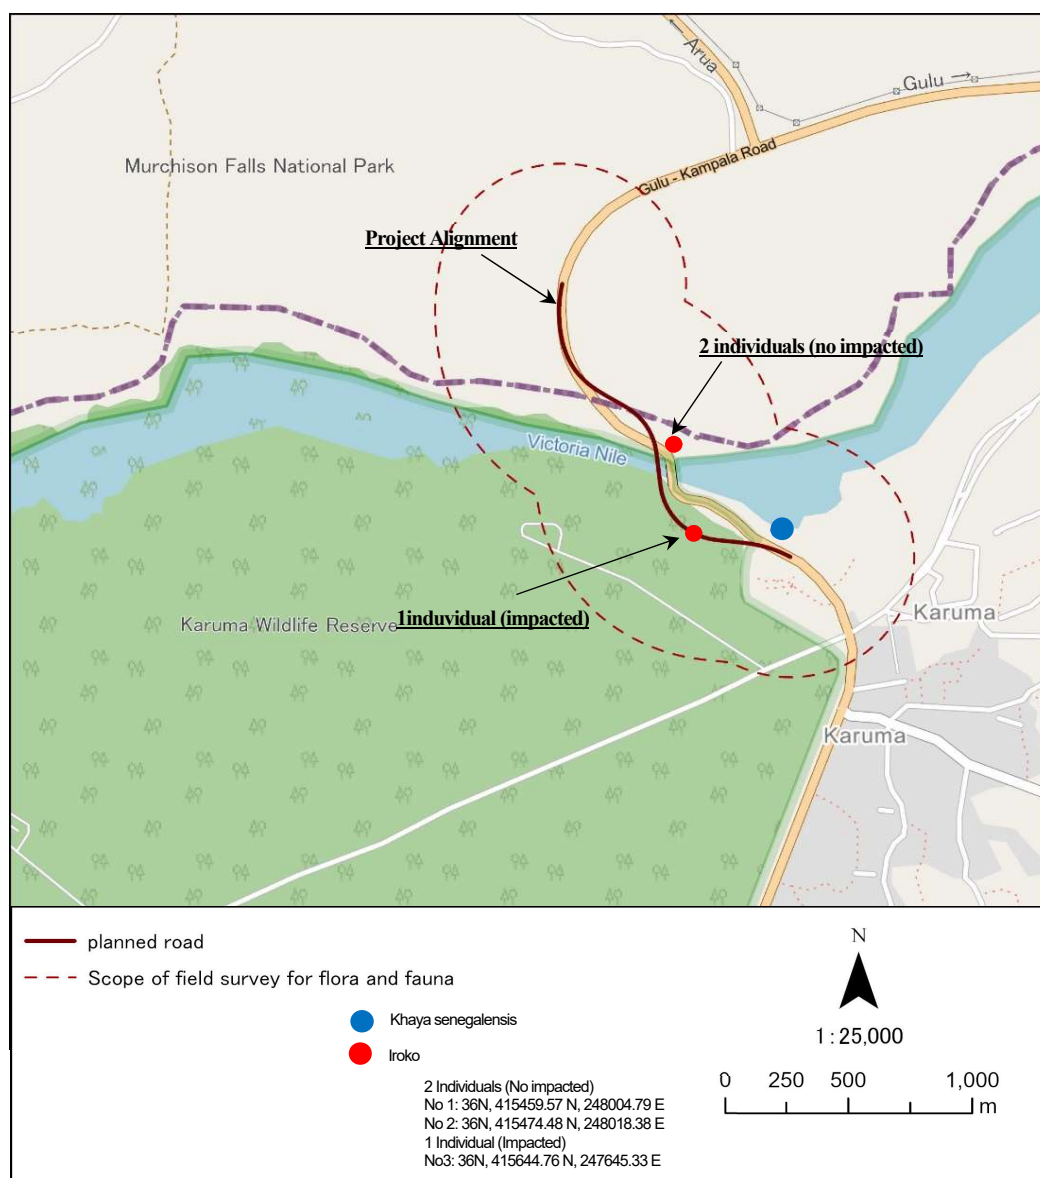 ← Arua
Gulu →
Murchison Falls National Park
Gulu - Kampala Road
Project Alignment
2 individuals (no impacted)
Victoria Nile
Karuma
Karuma Wildlife Reserve
1induvidual (impacted)
Karuma
planned road
Scope of field survey for flora and fauna
Khaya senegalensis
Iroko
2 Individuals (No impacted)
No 1: 36N, 415459.57 N, 248004.79 E
No 2: 36N, 415474.48 N, 248018.38 E
1 Individual (Impacted)
No3: 36N, 415644.76 N, 247645.33 E
N
1 : 25,000
0 250 500 1,000
m